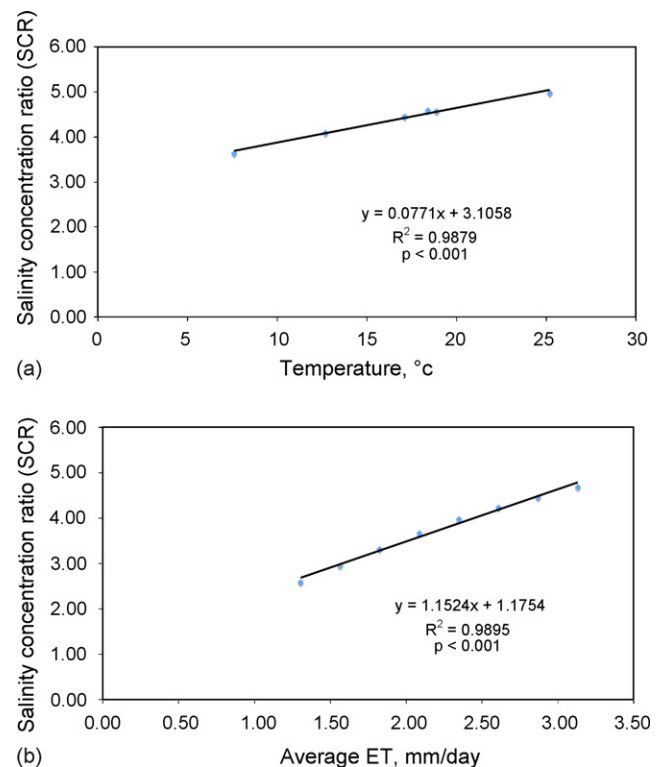 6.00
5.00
4.00
3.00
2.00
1.00
0.00
Salinity concentration ratio (SCR)
y = 0.0771x + 3.1058
R² = 0.9879
p < 0.001
0 5 10 15 20 25 30
(a) Temperature, °c
6.00
5.00
4.00
3.00
2.00
1.00
0.00
Salinity concentration ratio (SCR)
y = 1.1524x + 1.1754
R² = 0.9895
p < 0.001
0.00 0.50 1.00 1.50 2.00 2.50 3.00 3.50
(b) Average ET, mm/day